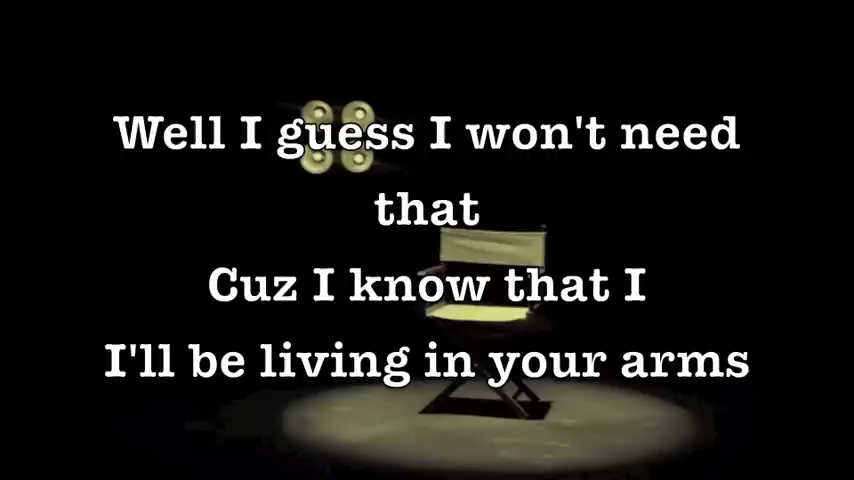 Well I guess I won't need
that
Cuz I know that I
I'll be living in your arms